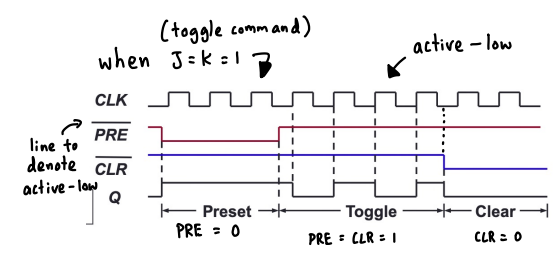 (toggle command)
when J = K = 1
active-low
CLK
PRE
line to
denote
active-low
CLR
Q
Preset
Toggle
Clear
PRE = 0
PRE = CLR = 1
CLR = 0